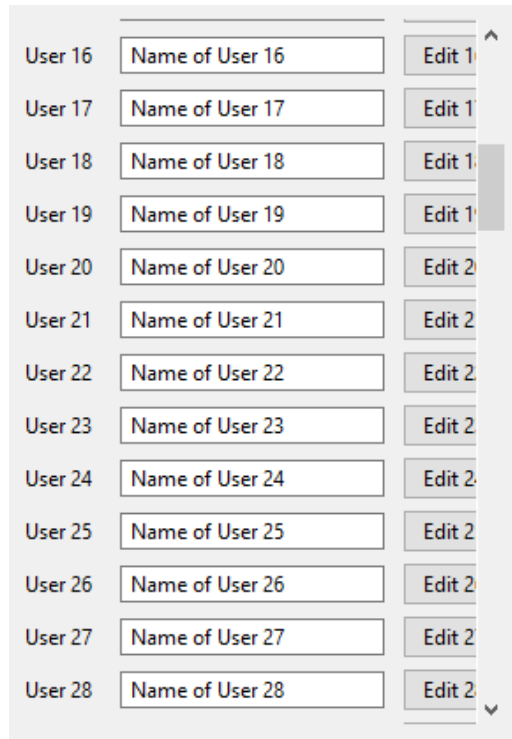 User 16 Name of User 16 Edit 1
User 17 Name of User 17 Edit 1
User 18 Name of User 18 Edit 1
User 19 Name of User 19 Edit 1
User 20 Name of User 20 Edit 2
User 21 Name of User 21 Edit 2
User 22 Name of User 22 Edit 2
User 23 Name of User 23 Edit 2
User 24 Name of User 24 Edit 2
User 25 Name of User 25 Edit 2
User 26 Name of User 26 Edit 2
User 27 Name of User 27 Edit 2
User 28 Name of User 28 Edit 2